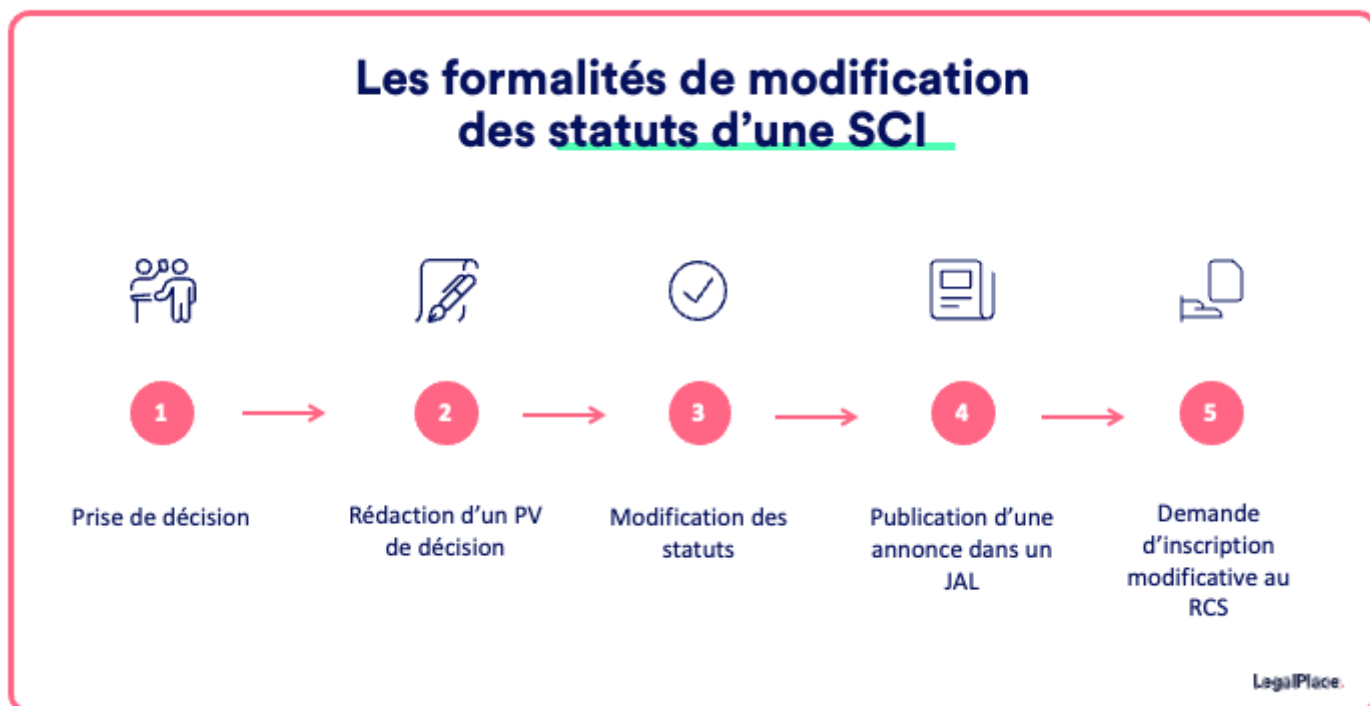 Les formalités de modification
des statuts d’une SCI
1
2
3
4
5
Prise de décision
Rédaction d’un PV
de décision
Modification des
statuts
Publication d’une
annonce dans un
JAL
Demande
d’inscription
modificative au
RCS
LegalPlace.